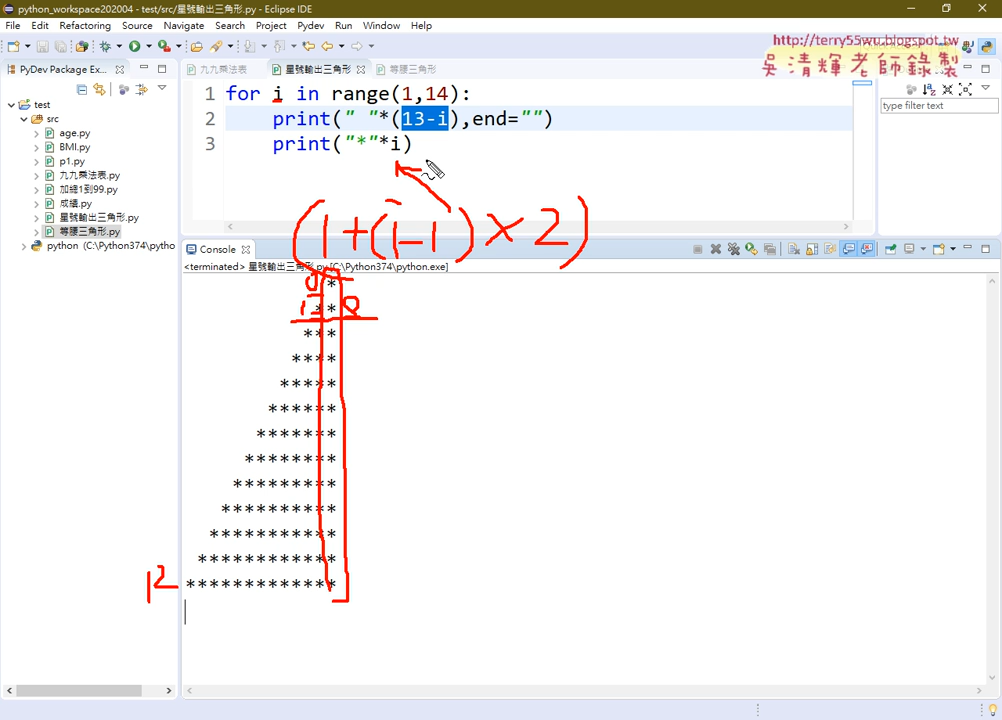 python_workspace202004 - test/src/星號輸出三角形.py - Eclipse IDE
File Edit Refactoring Source Navigate Search Project Pydev Run Window Help
http://terry55wu.blogspot.tw
吳清輝老師錄製
PyDev Package Ex...
九九乘法表 星號輸出三角形 等腰三角形
type filter text
test
src
age.py
BMI.py
p1.py
九九乘法表.py
加總1到99.py
成績.py
星號輸出三角形.py
等腰三角形.py
python (C:\Python374\pytho
1 for i in range(1,14):
2 print(" "*(13-i),end="")
3 print("*"*i)
(1+(i-1)×2)
Console
<terminated> 星號輸出三角形.py [C:\Python374\python.exe]
0 *
1 ** 2
***
****
*****
******
*******
********
*********
**********
***********
************
12 *************